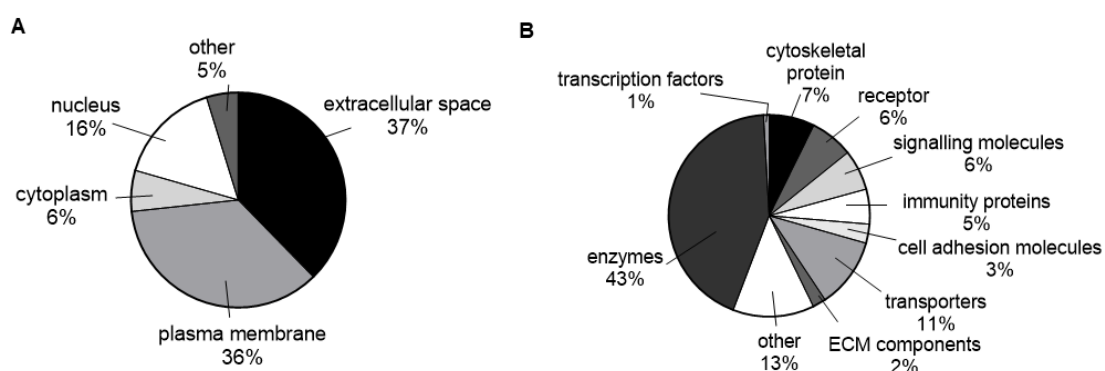 A
other
5%
nucleus
16%
extracellular space
37%
cytoplasm
6%
plasma membrane
36%
B
cytoskeletal
protein
7%
transcription factors
1%
receptor
6%
signalling molecules
6%
immunity proteins
5%
cell adhesion molecules
3%
enzymes
43%
transporters
11%
ECM components
2%
other
13%